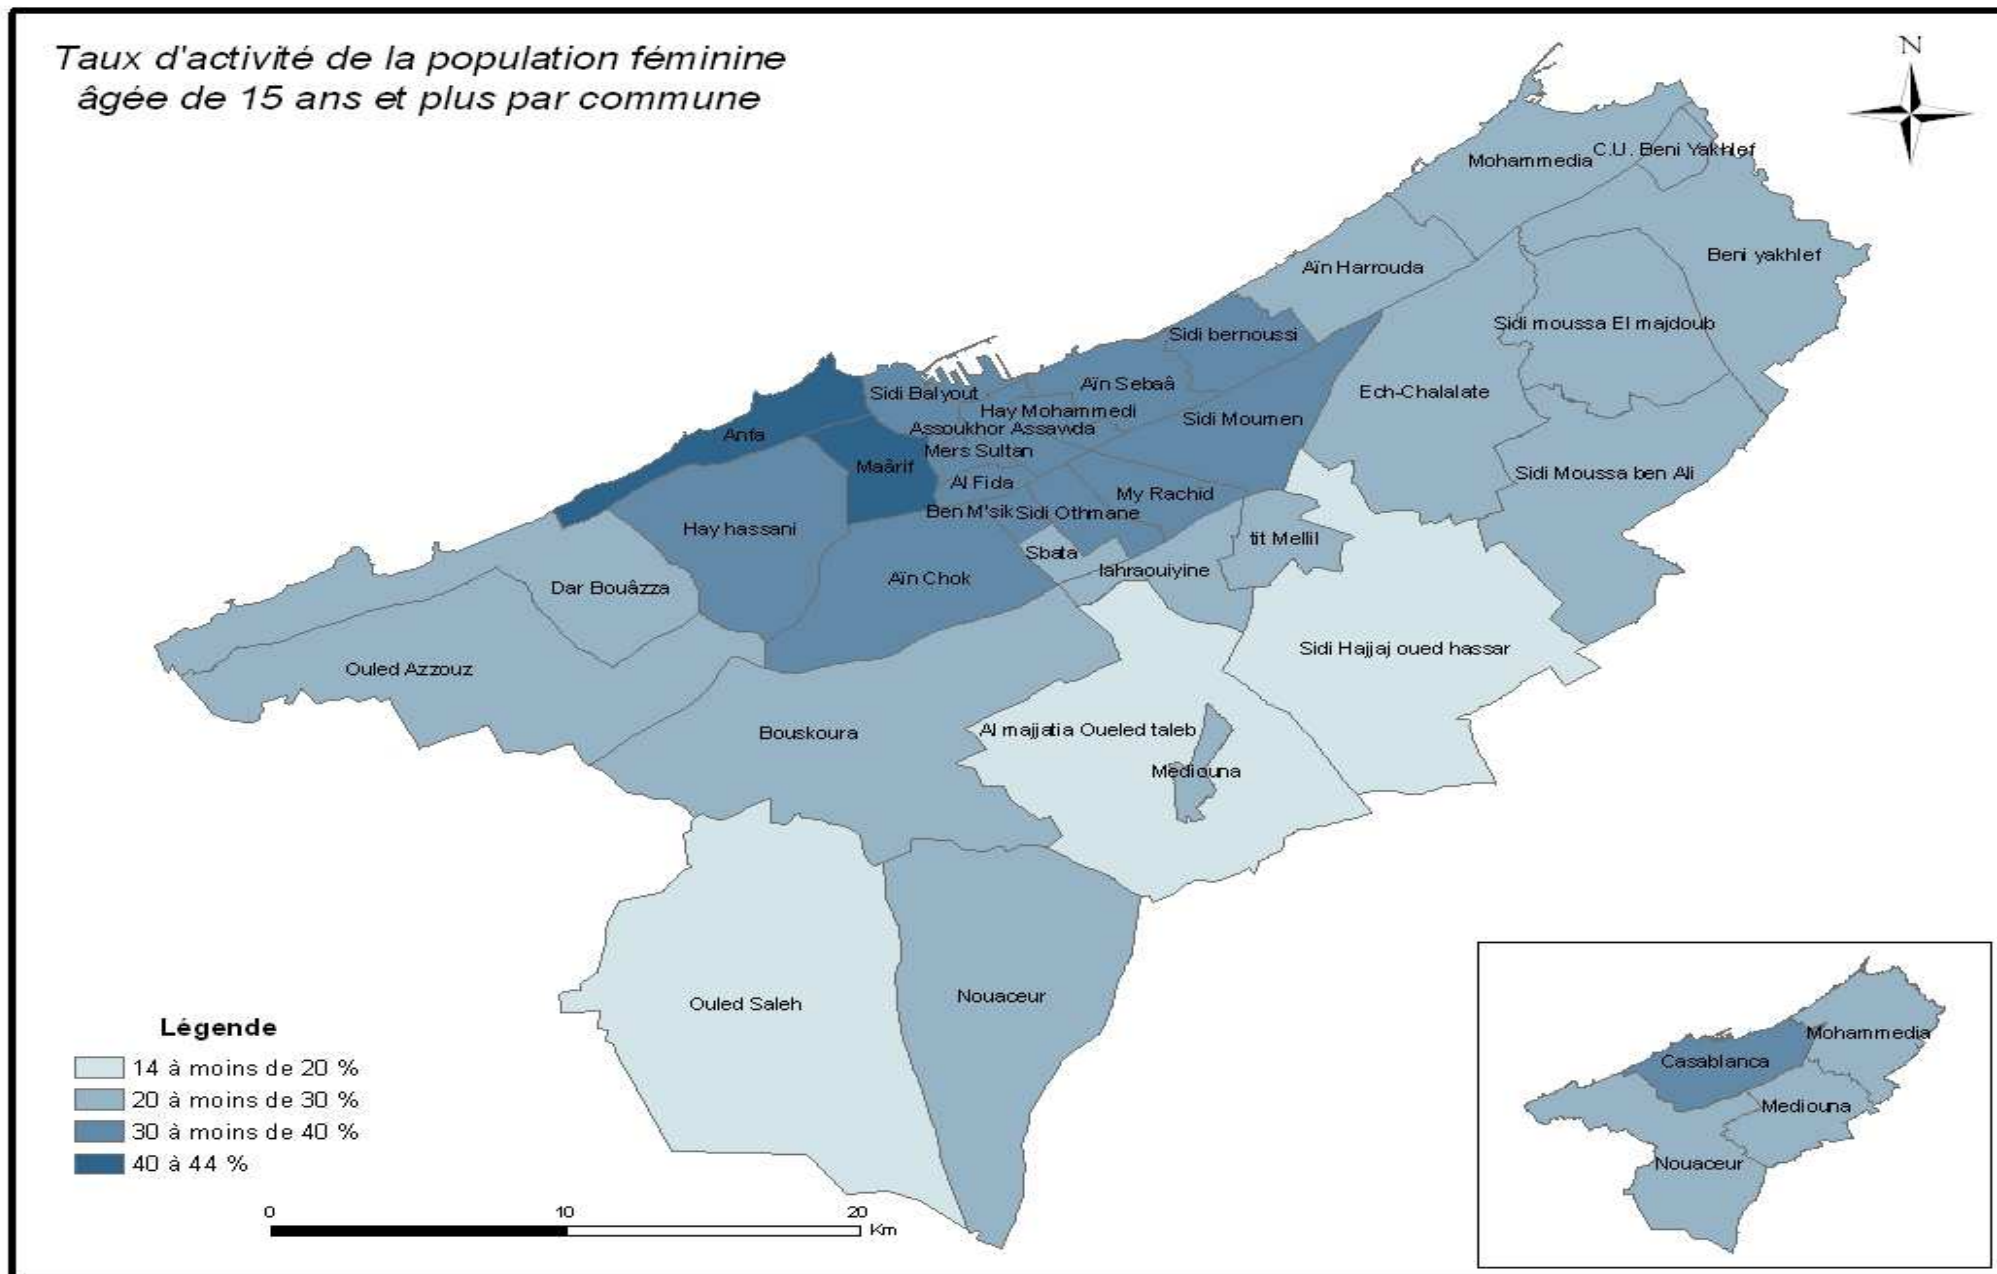 Taux d'activité de la population féminine
âgée de 15 ans et plus par commune
N
Mohammedia
C.U. Beni Yakhlef
Beni yakhlef
Aïn Harrouda
Sidi moussa El majdoub
Sidi bernoussi
Ech-Chalalate
Aïn Sebaâ
Sidi Balyout
Hay Mohammedi
Sidi Moumen
Assoukhor Assawda
Anfa
Mers Sultan
Maârif
Sidi Moussa ben Ali
Al Fida
My Rachid
Ben M'sik
Sidi Othmane
Hay hassani
tit Mellil
Sbata
lahraouiyine
Aïn Chok
Dar Bouâzza
Sidi Hajjaj oued hassar
Ouled Azzouz
Bouskoura
Al majjatia Oueled taleb
Mediouna
Ouled Saleh
Nouaceur
Légende
14 à moins de 20 %
20 à moins de 30 %
30 à moins de 40 %
40 à 44 %
0 10 20
Km
Mohammedia
Casablanca
Mediouna
Nouaceur